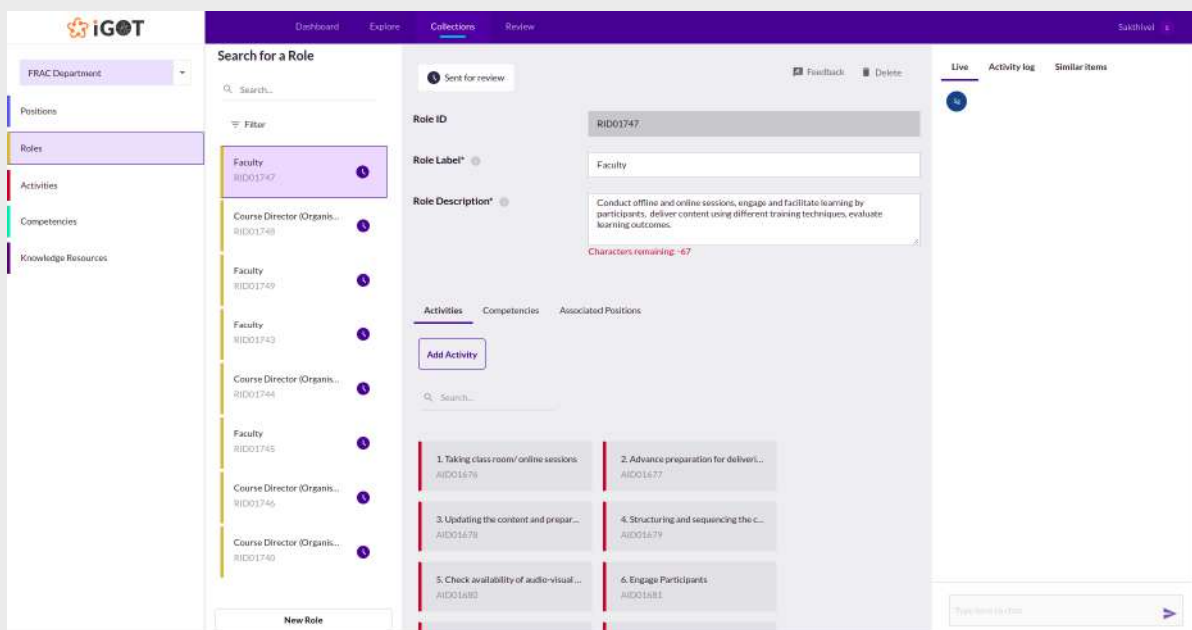 iGOT
Dashboard
Explore
Collections
Review
Sakthivel
FRAC Department
Positions
Roles
Activities
Competencies
Knowledge Resources
Search for a Role
Search...
Filter
Faculty
RID01747
Course Director (Organis...
RID01748
Faculty
RID01749
Faculty
RID01743
Course Director (Organis...
RID01744
Faculty
RID01745
Course Director (Organis...
RID01746
Course Director (Organis...
RID01740
New Role
Sent for review
Feedback
Delete
Role ID
RID01747
Role Label*
Faculty
Role Description*
Conduct offline and online sessions, engage and facilitate learning by
participants, deliver content using different training techniques, evaluate
learning outcomes.
Characters remaining: -67
Activities
Competencies
Associated Positions
Add Activity
Search...
1. Taking class room/ online sessions
AID01676
2. Advance preparation for deliveri...
AID01677
3. Updating the content and prepar...
AID01678
4. Structuring and sequencing the c...
AID01679
5. Check availability of audio-visual ...
AID01680
6. Engage Participants
AID01681
Live
Activity log
Similar items
Type here to chat